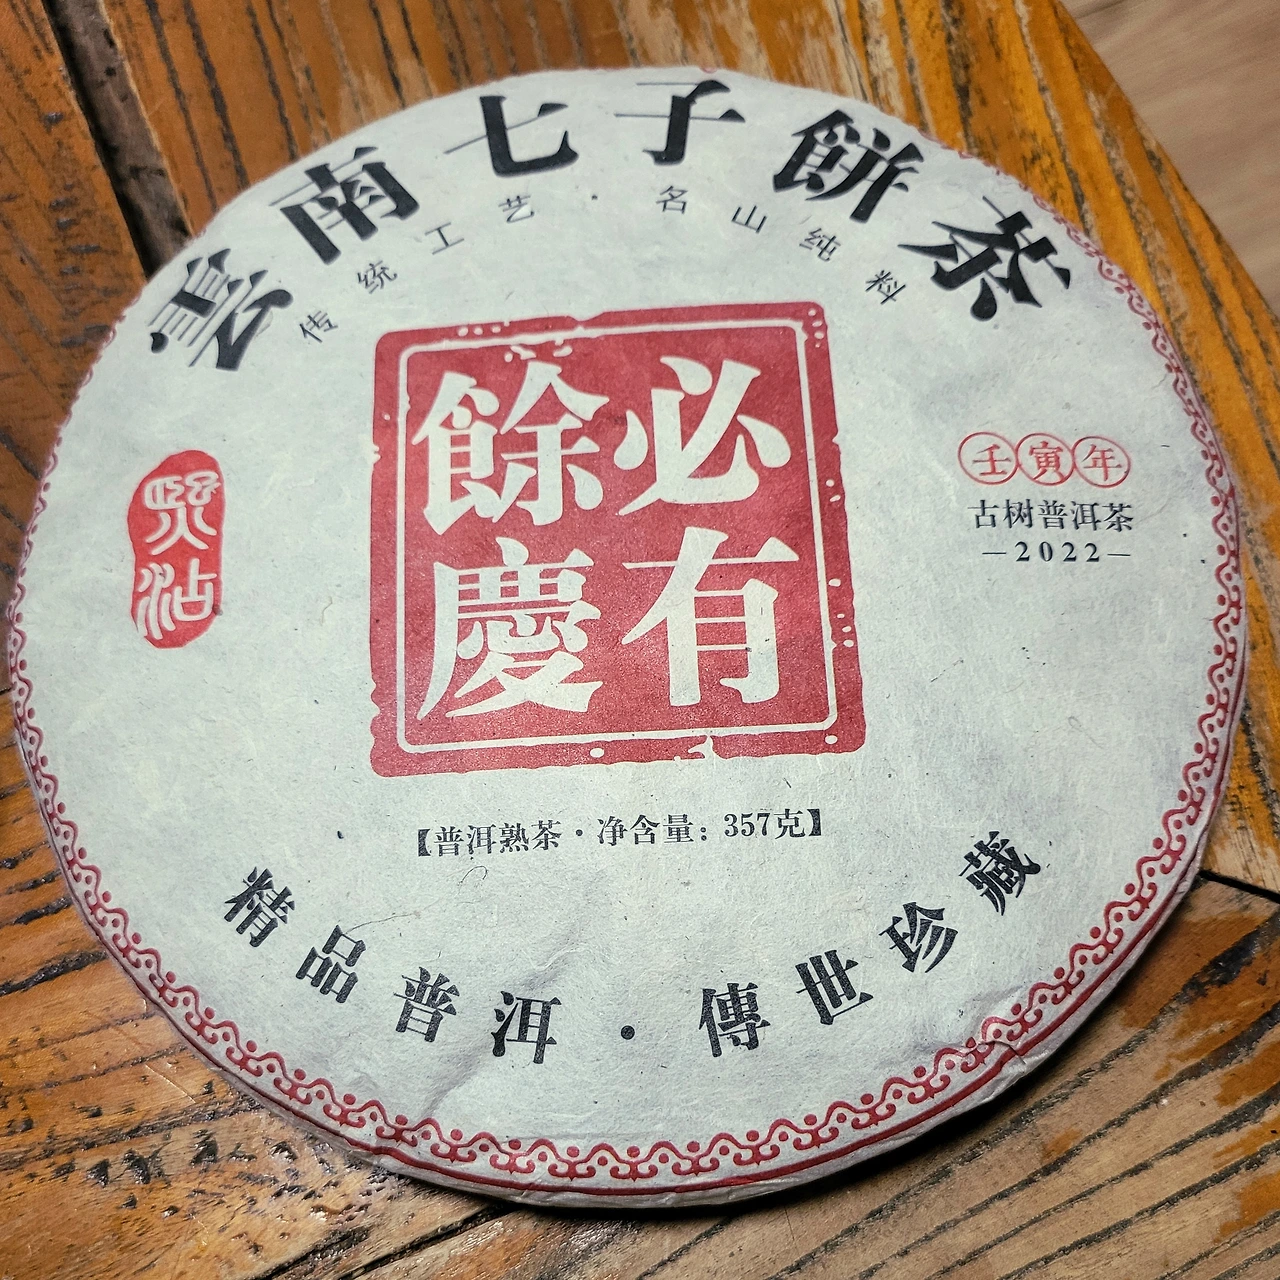 雲南七子餅茶
传统工艺·名山纯料
必有
餘慶
壬寅年
古树普洱茶
—2022—
【普洱熟茶·净含量：357克】
精品普洱·傳世珍藏